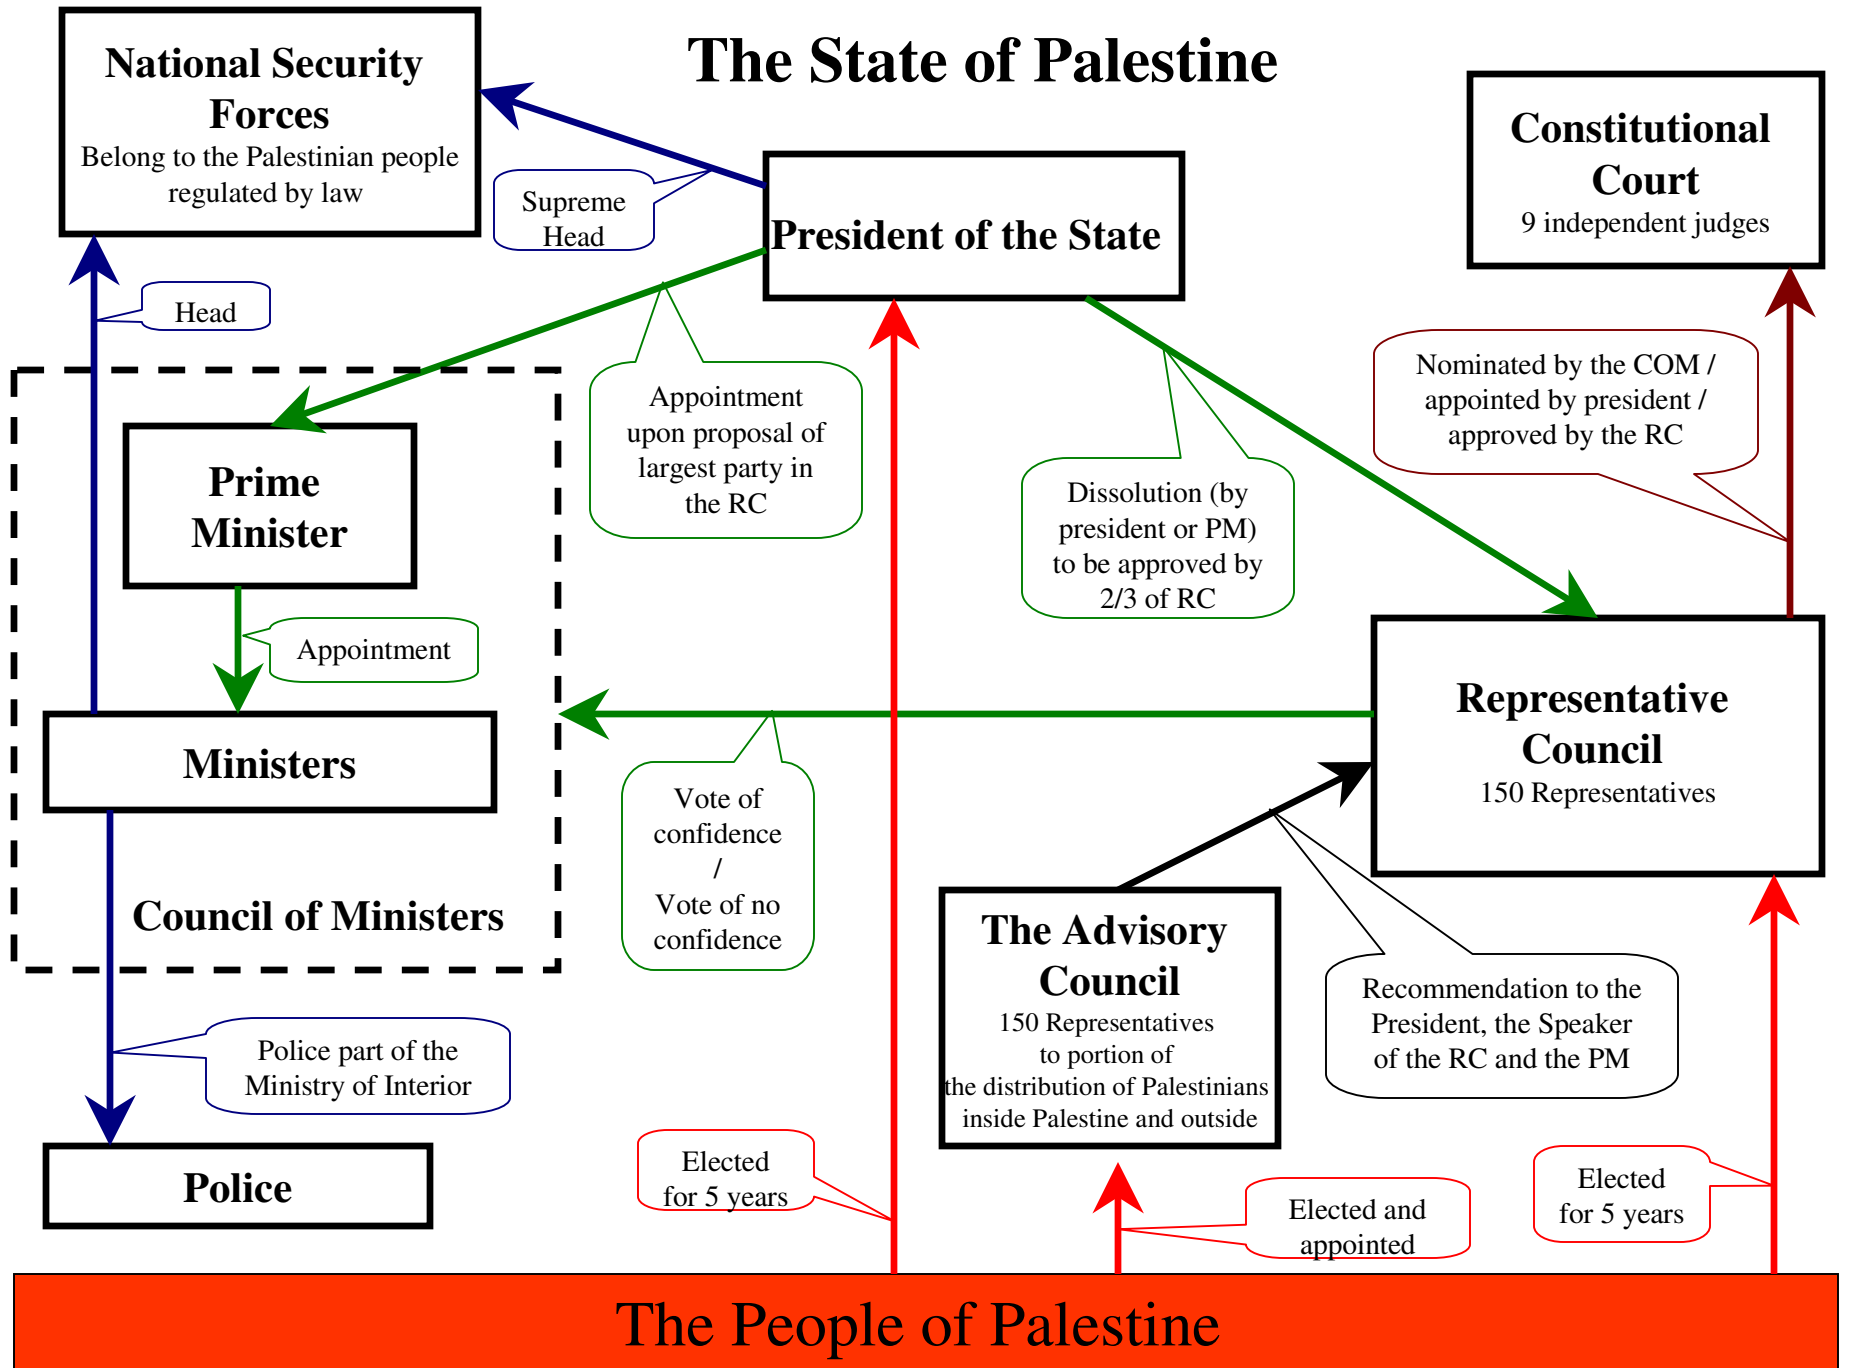 The State of Palestine
National Security
Forces
Belong to the Palestinian people
regulated by law
Supreme
Head
President of the State
Constitutional
Court
9 independent judges
Head
Appointment
upon proposal of
largest party in
the RC
Dissolution (by
president or PM)
to be approved by
2/3 of RC
Nominated by the COM /
appointed by president /
approved by the RC
Prime
Minister
Appointment
Ministers
Council of Ministers
Vote of
confidence
/
Vote of no
confidence
Representative
Council
150 Representatives
The Advisory
Council
150 Representatives
to portion of
the distribution of Palestinians
inside Palestine and outside
Recommendation to the
President, the Speaker
of the RC and the PM
Police part of the
Ministry of Interior
Police
Elected
for 5 years
Elected and
appointed
Elected
for 5 years
The People of Palestine